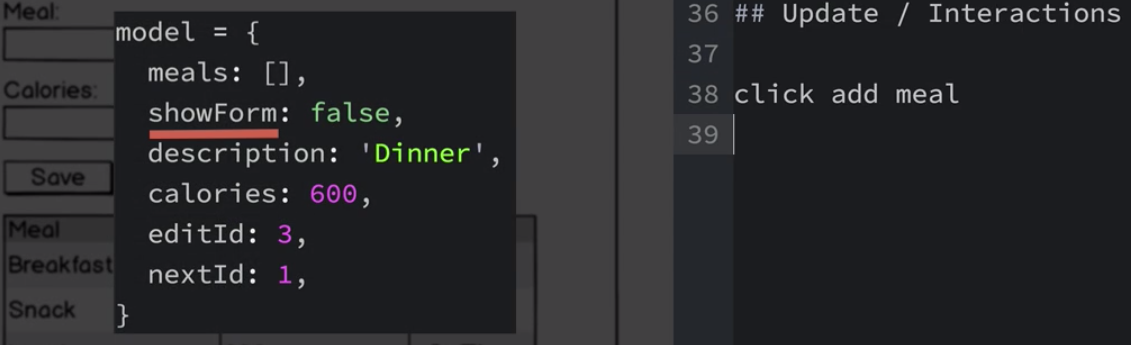 Meal:
Calories:
Save
Meal
Breakfast
Snack
model = {
meals: [],
showForm: false,
description: 'Dinner',
calories: 600,
editId: 3,
nextId: 1,
}
36 ## Update / Interactions
37
38 click add meal
39